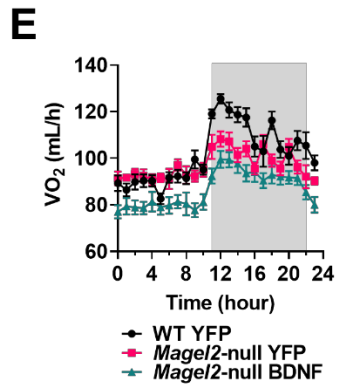 E
140
120
100
80
60
VO₂ (mL/h)
0 4 8 12 16 20 24
Time (hour)
WT YFP
Magel2-null YFP
Magel2-null BDNF